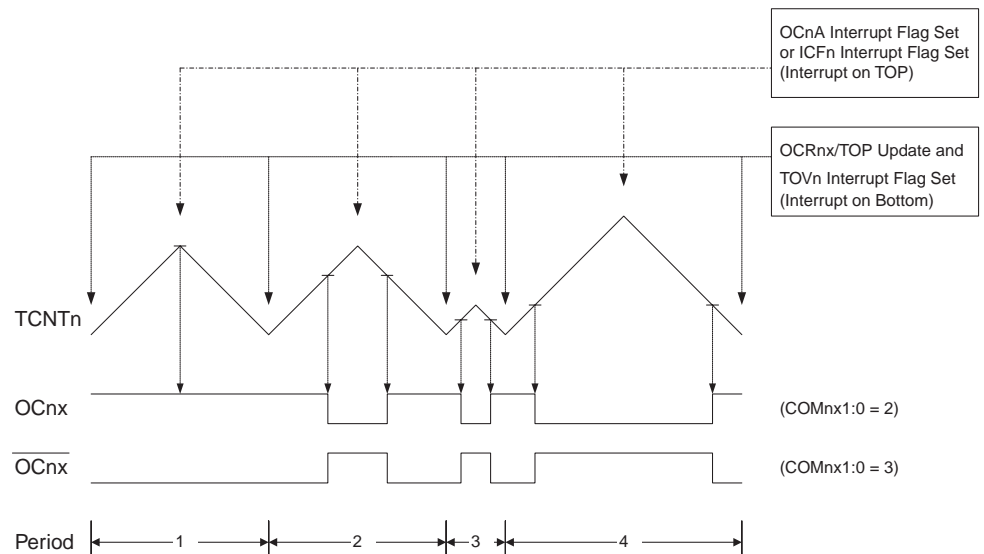 OCnA Interrupt Flag Set
or ICFn Interrupt Flag Set
(Interrupt on TOP)
OCRnx/TOP Update and
TOVn Interrupt Flag Set
(Interrupt on Bottom)
TCNTn
OCnx
(COMnx1:0 = 2)
OCnx
(COMnx1:0 = 3)
Period
1
2
3
4